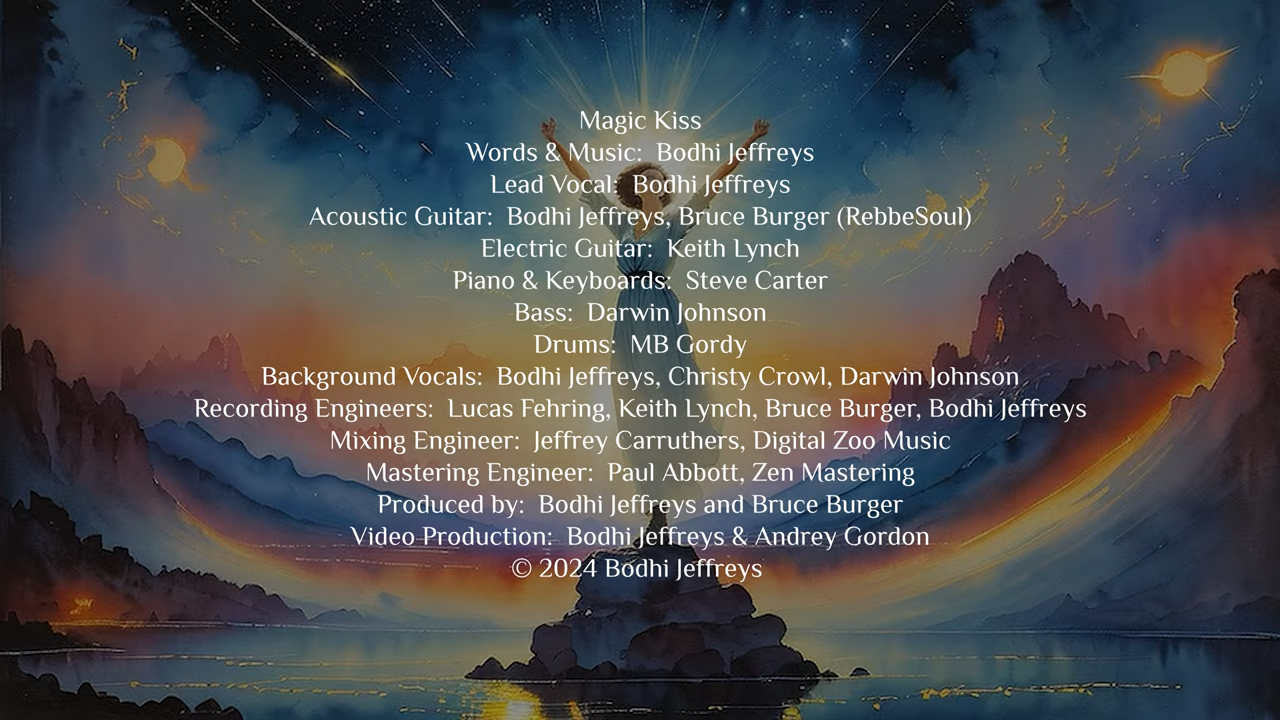 Magic Kiss
Words & Music:  Bodhi Jeffreys
Lead Vocal:  Bodhi Jeffreys
Acoustic Guitar:  Bodhi Jeffreys, Bruce Burger (RebbeSoul)
Electric Guitar:  Keith Lynch
Piano & Keyboards:  Steve Carter
Bass:  Darwin Johnson
Drums:  MB Gordy
Background Vocals:  Bodhi Jeffreys, Christy Crowl, Darwin Johnson
Recording Engineers:  Lucas Fehring, Keith Lynch, Bruce Burger, Bodhi Jeffreys
Mixing Engineer:  Jeffrey Carruthers, Digital Zoo Music
Mastering Engineer:  Paul Abbott, Zen Mastering
Produced by:  Bodhi Jeffreys and Bruce Burger
Video Production:  Bodhi Jeffreys & Andrey Gordon
© 2024 Bodhi Jeffreys